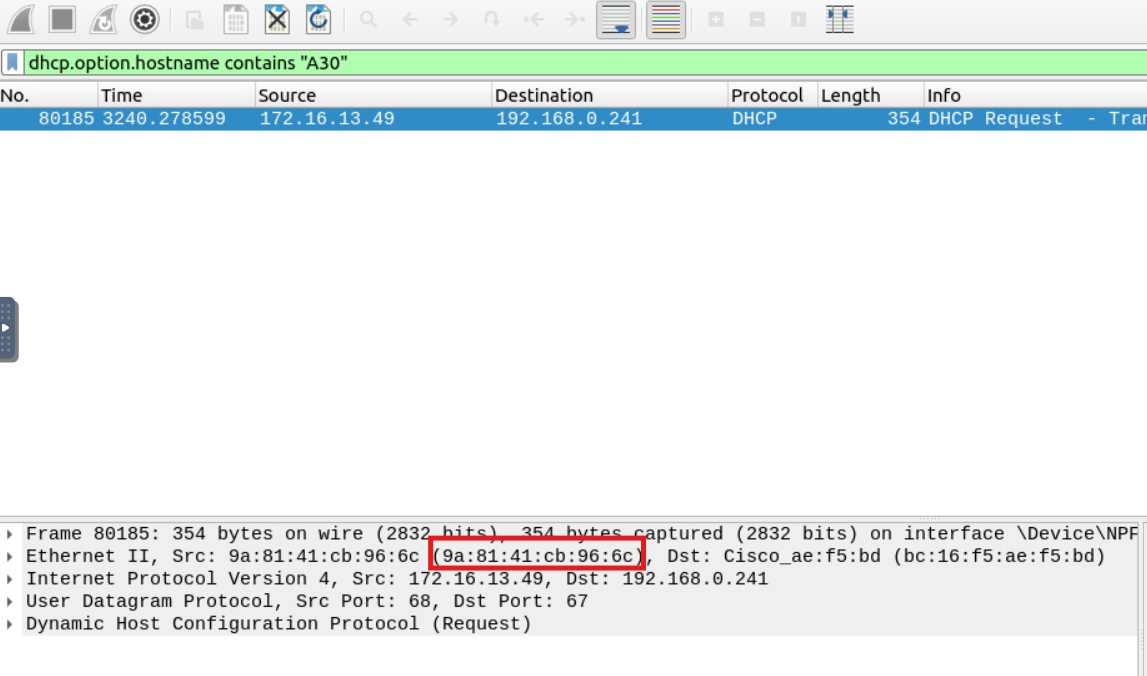 dhcp.option.hostname contains "A30"
No. Time Source Destination Protocol Length Info
80185 3240.278599 172.16.13.49 192.168.0.241 DHCP 354 DHCP Request - Tran
Frame 80185: 354 bytes on wire (2832 bits), 354 bytes captured (2832 bits) on interface \Device\NPF
Ethernet II, Src: 9a:81:41:cb:96:6c (9a:81:41:cb:96:6c), Dst: Cisco_ae:f5:bd (bc:16:f5:ae:f5:bd)
Internet Protocol Version 4, Src: 172.16.13.49, Dst: 192.168.0.241
User Datagram Protocol, Src Port: 68, Dst Port: 67
Dynamic Host Configuration Protocol (Request)